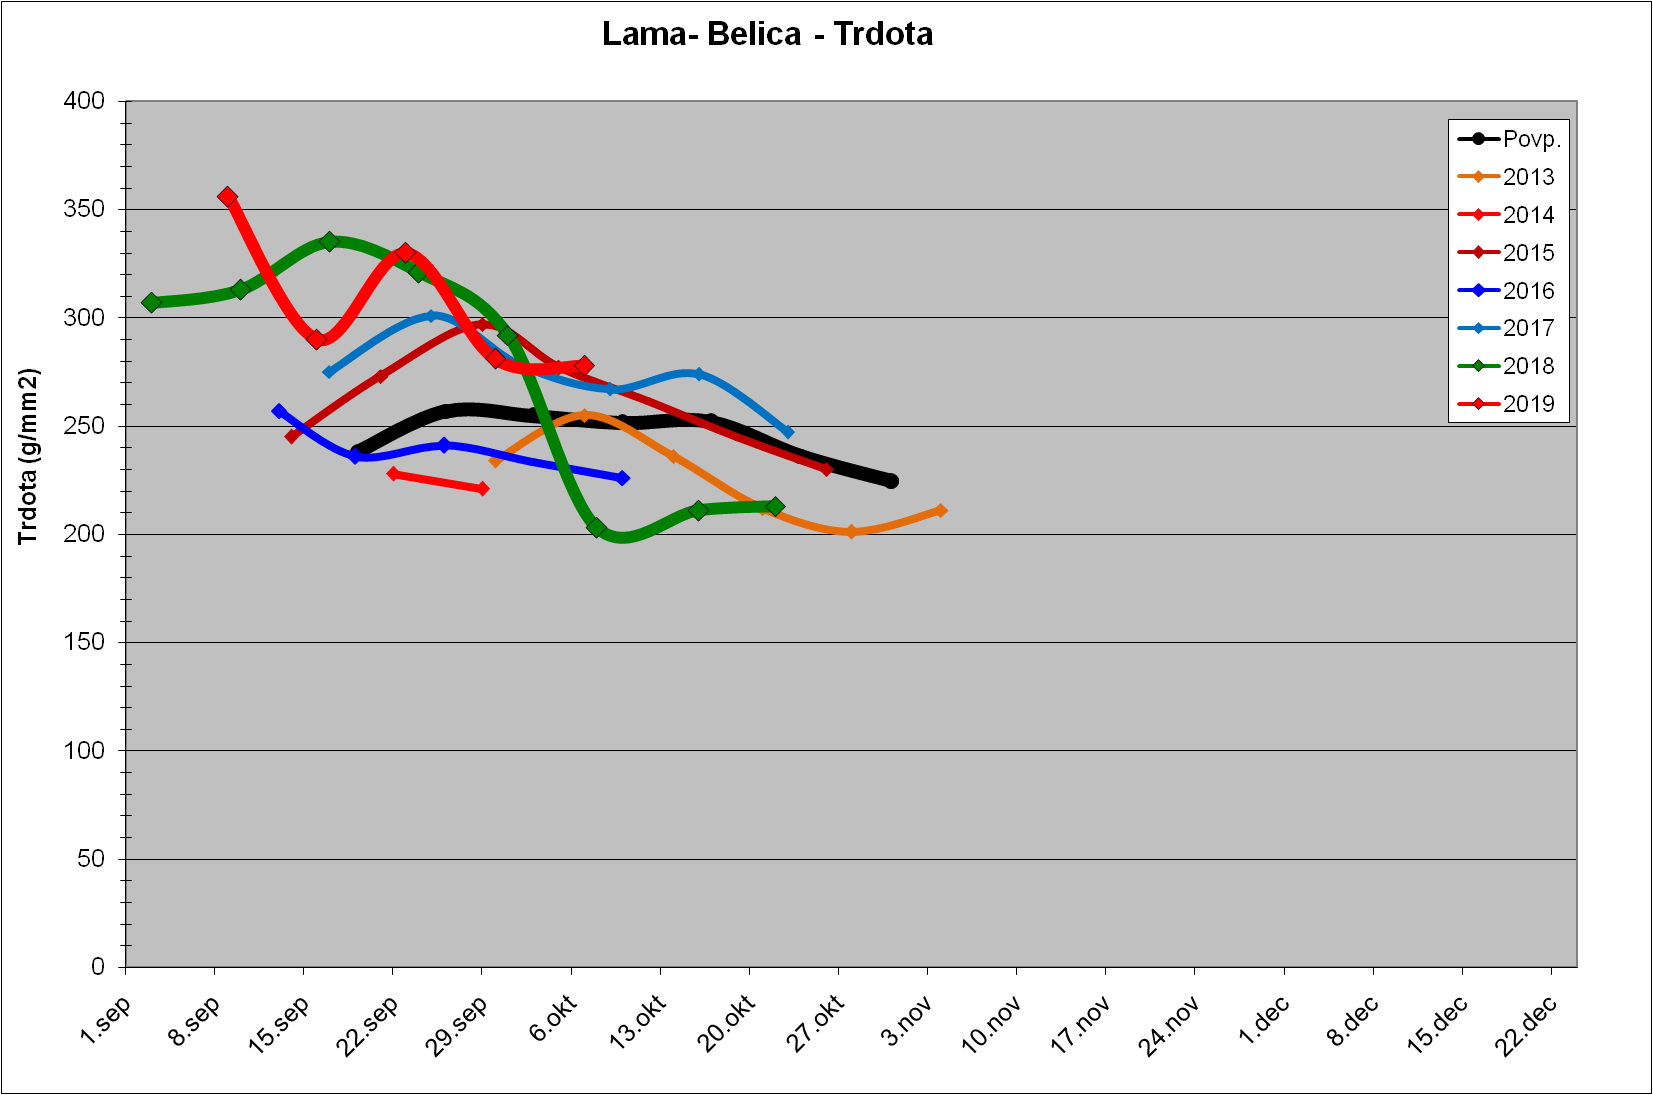 Lama- Belica - Trdota
Trdota (g/mm2)
400
350
300
250
200
150
100
50
0
Povp.
2013
2014
2015
2016
2017
2018
2019
1.sep
8.sep
15.sep
22.sep
29.sep
6.okt
13.okt
20.okt
27.okt
3.nov
10.nov
17.nov
24.nov
1.dec
8.dec
15.dec
22.dec